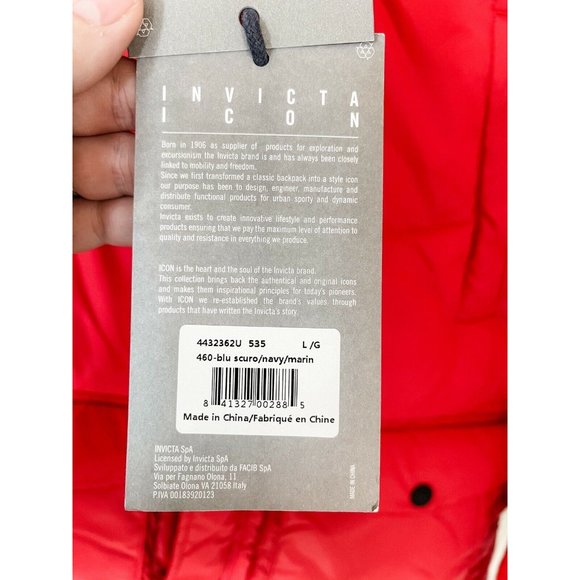 INVICTA
ICON
Born in 1906 as supplier of products for exploration and
excursionism the Invicta brand is and has always been closely
linked to mobility and freedom.
Since we first transformed a classic backpack into a style icon
our purpose has been to design, engineer, manufacture and
distribute functional products for urban sporty and dynamic
consumer.
Invicta exists to create innovative lifestyle and performance
products ensuring that we pay the maximum level of attention to
quality and resistance in everything we produce.
ICON is the heart and the soul of the Invicta brand.
This collection brings back the authentical and original icons
and makes them inspirational principles for today's pioneers.
With ICON we re-established the brand's values through
products that have written the Invicta's story.
4432362U 535 L /G
460-blu scuro/navy/marin
8 41327 00288 5
Made in China/Fabriqué en Chine
INVICTA SpA
Licensed by Invicta SpA
Sviluppato e distribuito da FACIB SpA
Via per Fagnano Olona, 11
Solbiate Olona VA 21058 Italy
P.IVA 00183920123
MADE IN CHINA